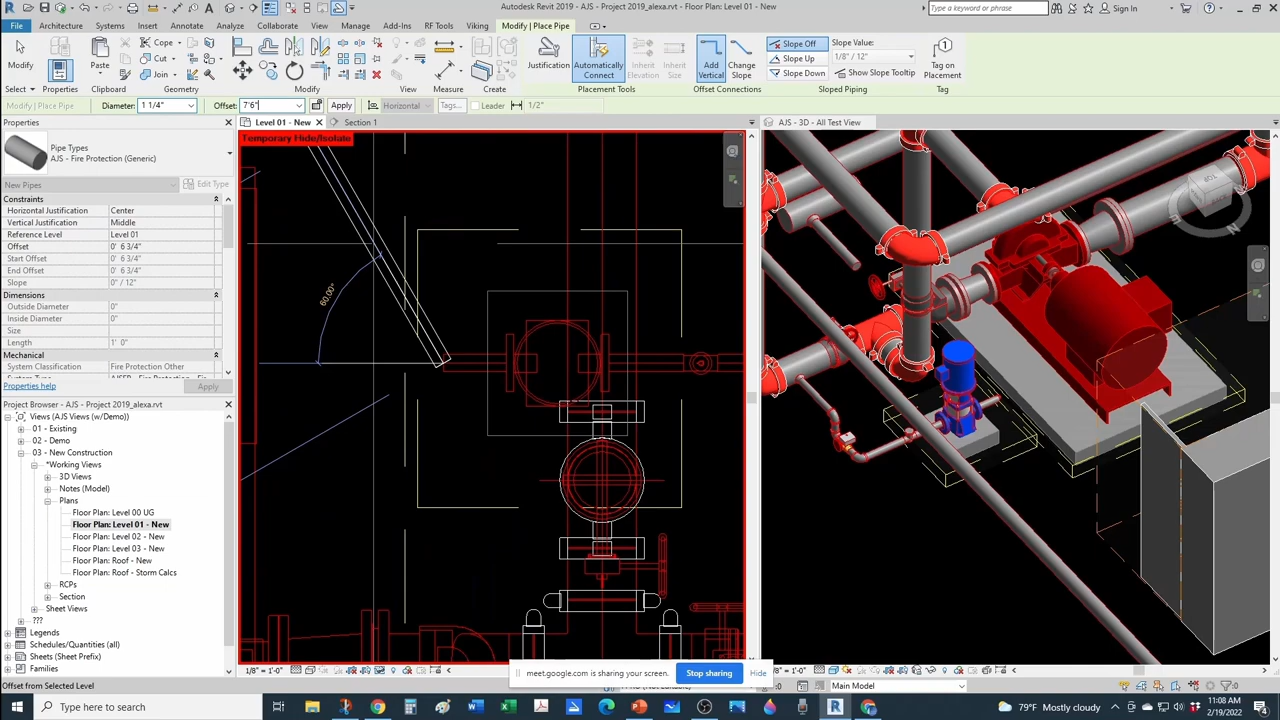 Autodesk Revit 2019 - AJS - Project 2019_alexa.rvt - Floor Plan: Level 01 - New
Type a keyword or phrase
Sign In
File Architecture Systems Insert Annotate Analyze Collaborate View Manage Add-Ins RF Tools Viking Modify | Place Pipe
Modify
Paste
Cope
Cut
Join
Justification
Automatically
Connect
Inherit
Elevation
Inherit
Size
Add
Vertical
Change
Slope
Slope Off
Slope Up
Slope Down
Slope Value:
1/8" / 12"
Show Slope Tooltip
Tag on
Placement
Select Properties Clipboard Geometry Modify View Measure Create Placement Tools Offset Connections Sloped Piping Tag
Modify | Place Pipe Diameter: 1 1/4" Offset: 7'6" Apply Horizontal Tags... Leader 1/2"
Properties
Level 01 - New
Section 1
AJS - 3D - All Test View
Temporary Hide/Isolate
Pipe Types
AJS - Fire Protection (Generic)
New Pipes Edit Type
Constraints
Horizontal Justification Center
Vertical Justification Middle
Reference Level Level 01
Offset 0' 6 3/4"
Start Offset 0' 6 3/4"
End Offset 0' 6 3/4"
Slope 0" / 12"
Dimensions
Outside Diameter 0"
Inside Diameter 0"
Size
Length 1' 0"
Mechanical
System Classification Fire Protection Other
Properties help Apply
60.00°
TOP
Project Browser - AJS - Project 2019_alexa.rvt
Views (AJS Views (w/Demo))
01 - Existing
02 - Demo
03 - New Construction
*Working Views
3D Views
Notes (Model)
Plans
Floor Plan: Level 00 UG
Floor Plan: Level 01 - New
Floor Plan: Level 02 - New
Floor Plan: Level 03 - New
Floor Plan: Roof - New
Floor Plan: Roof - Storm Calcs
RCPs
Section
Sheet Views
???
Legends
Schedules/Quantities (all)
Sheets (Sheet Prefix)
Families
1/8" = 1'-0"
= 1'-0"
meet.google.com is sharing your screen. Stop sharing Hide
Offset from Selected Level
Main Model
:0
Type here to search
79°F Mostly cloudy
11:08 AM
2/19/2022